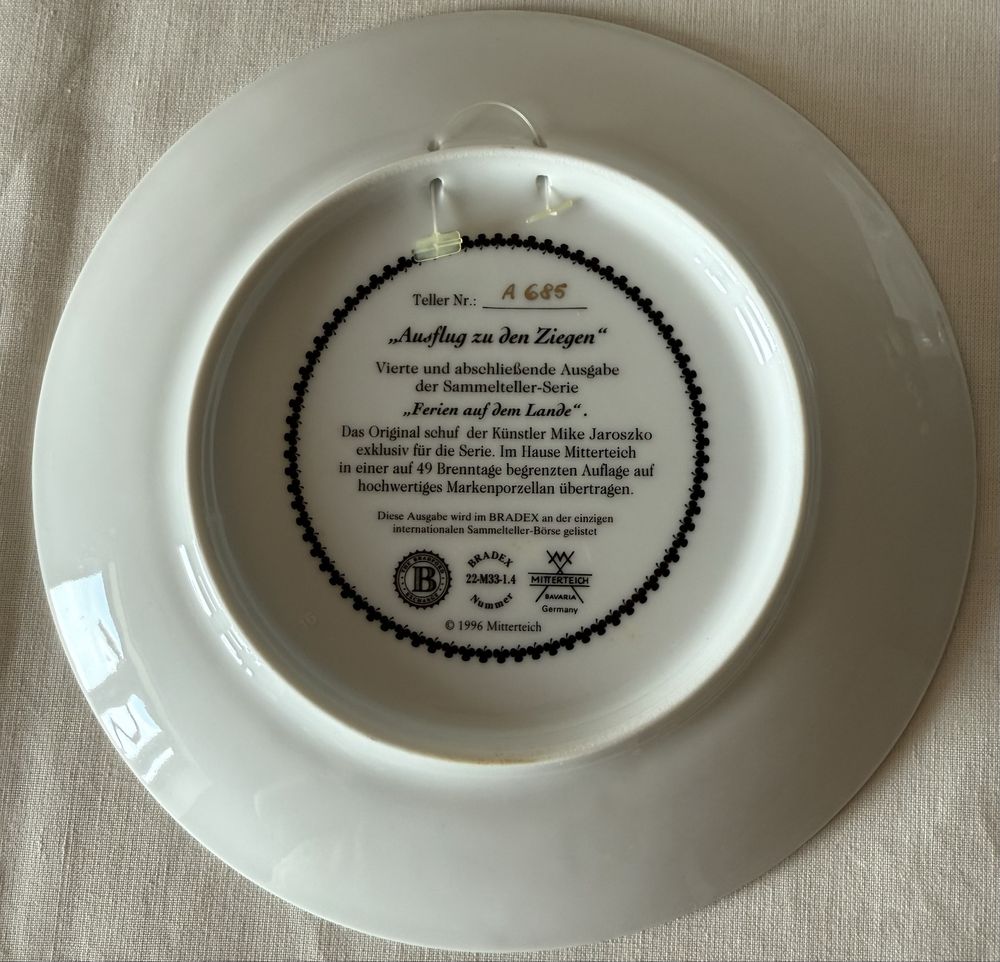 Teller Nr.: A 685
„Ausflug zu den Ziegen“
Vierte und abschließende Ausgabe
der Sammelteller-Serie
„Ferien auf dem Lande“.
Das Original schuf der Künstler Mike Jaroszko
exklusiv für die Serie. Im Hause Mitterteich
in einer auf 49 Brenntage begrenzten Auflage auf
hochwertiges Markenporzellan übertragen.
Diese Ausgabe wird im BRADEX an der einzigen
internationalen Sammelteller-Börse gelistet
THE BRADFORD
B
EXCHANGE
BRADEX
22-M33-1.4
Nummer
MITTERTEICH
BAVARIA
Germany
© 1996 Mitterteich